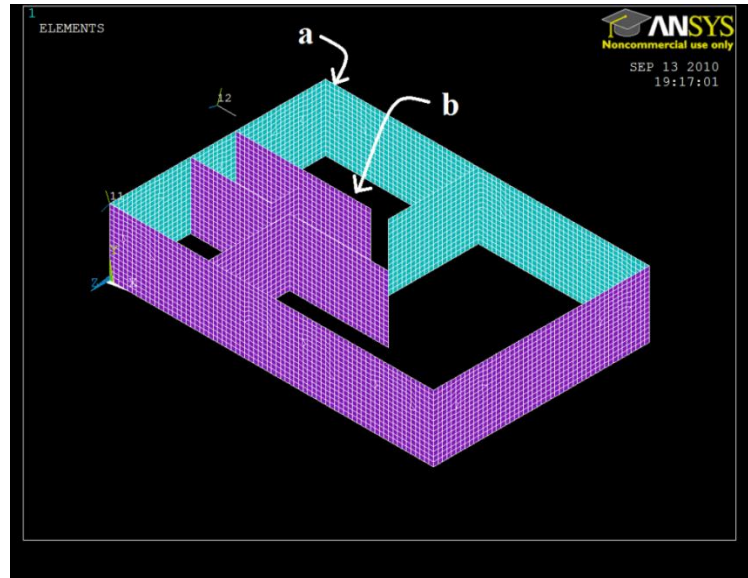 1
ELEMENTS
a
ANSYS
Noncommercial use only
SEP 13 2010
19:17:01
12
b
11
Y
Z
X